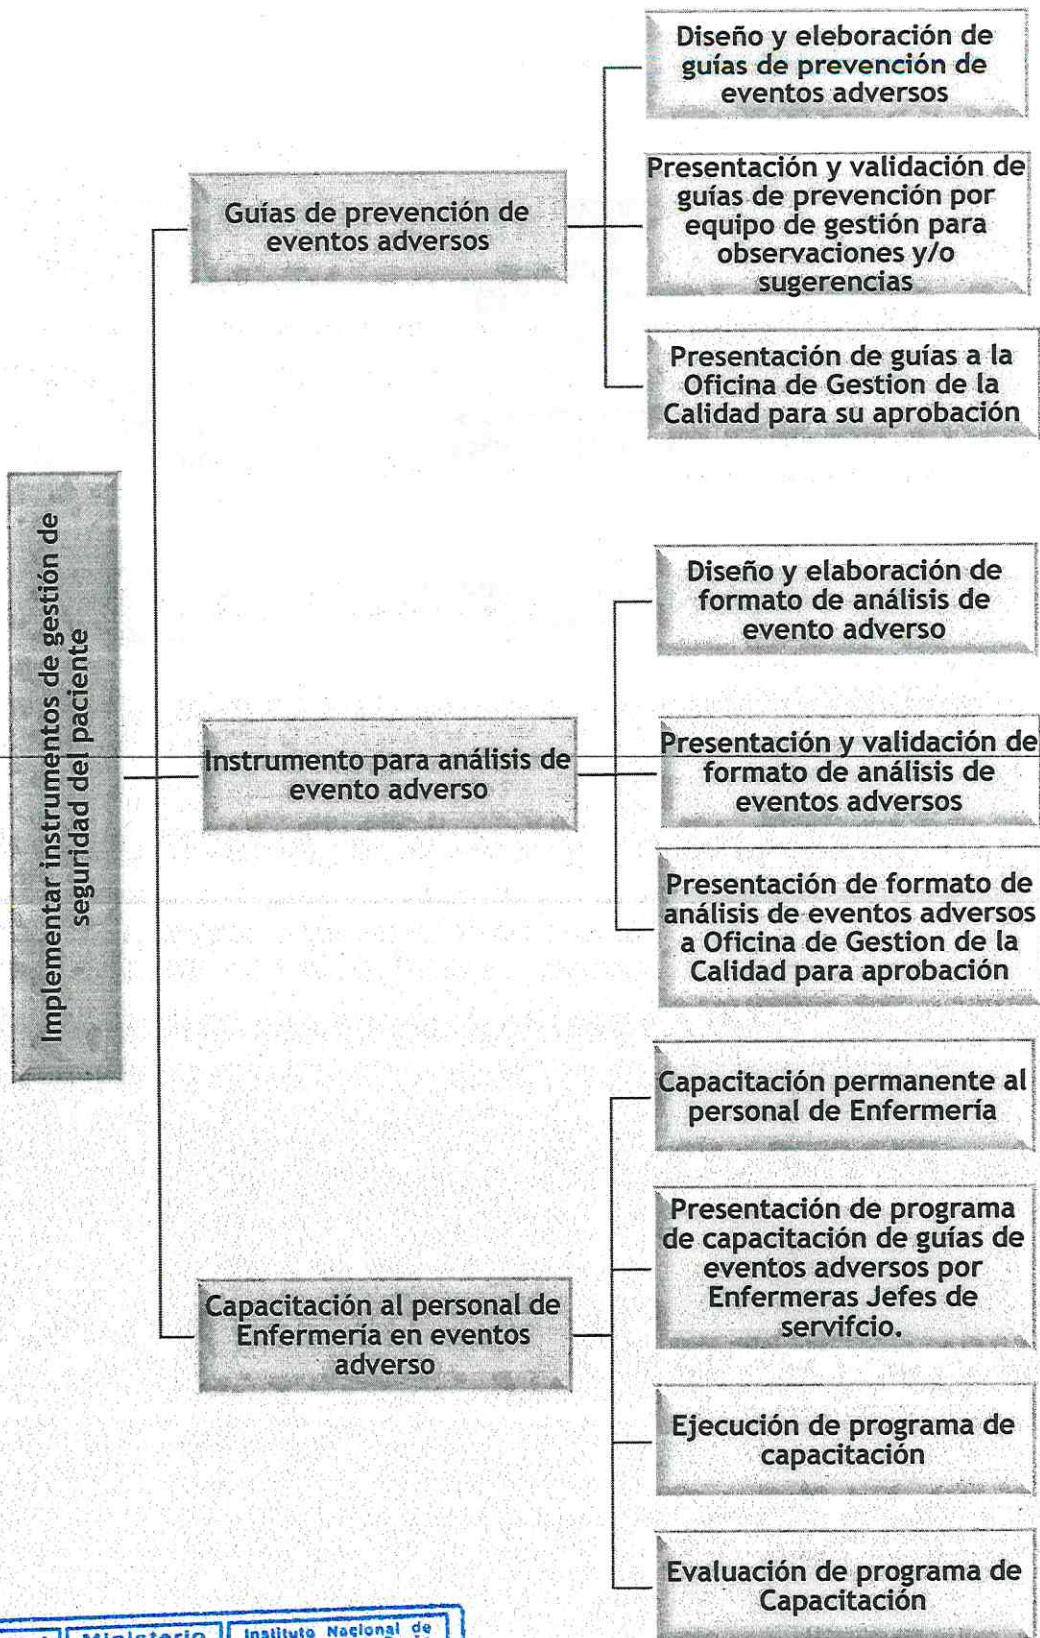 Implementar instrumentos de gestión de
seguridad del paciente
Guías de prevención de
eventos adversos
Diseño y eleboración de
guías de prevención de
eventos adversos
Presentación y validación de
guías de prevención por
equipo de gestión para
observaciones y/o
sugerencias
Presentación de guías a la
Oficina de Gestion de la
Calidad para su aprobación
Instrumento para análisis de
evento adverso
Diseño y elaboración de
formato de análisis de
evento adverso
Presentación y validación de
formato de análisis de
eventos adversos
Presentación de formato de
análisis de eventos adversos
a Oficina de Gestion de la
Calidad para aprobación
Capacitación al personal de
Enfermería en eventos
adverso
Capacitación permanente al
personal de Enfermería
Presentación de programa
de capacitación de guías de
eventos adversos por
Enfermeras Jefes de
servifcio.
Ejecución de programa de
capacitación
Evaluación de programa de
Capacitación
Ministerio
Instituto Nacional de